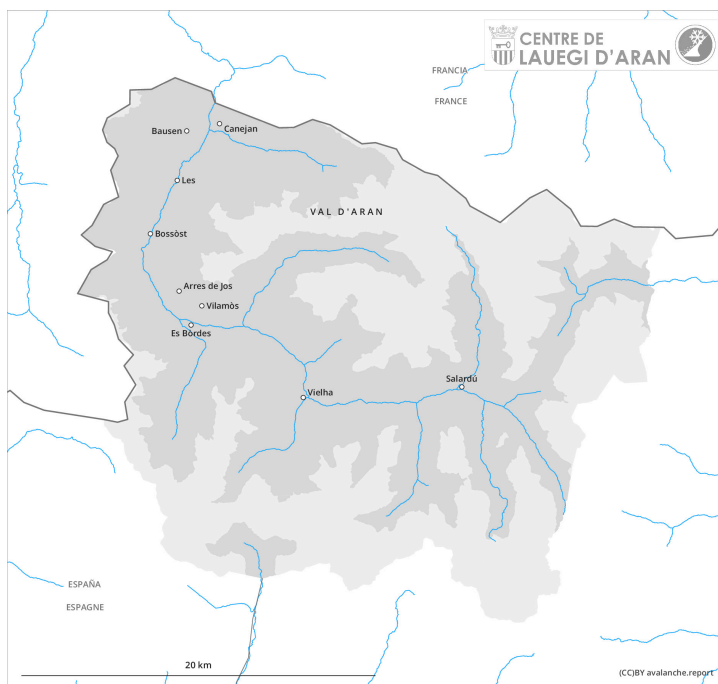 CENTRE DE
LAUEGI D'ARAN
FRANCIA
FRANCE
Bausen
Canejan
Les
VAL D'ARAN
Bossòst
Arres de Jos
Vilamòs
Es Bòrdes
Salardú
Vielha
ESPAÑA
ESPAGNE
20 km
(CC)BY avalanche.report